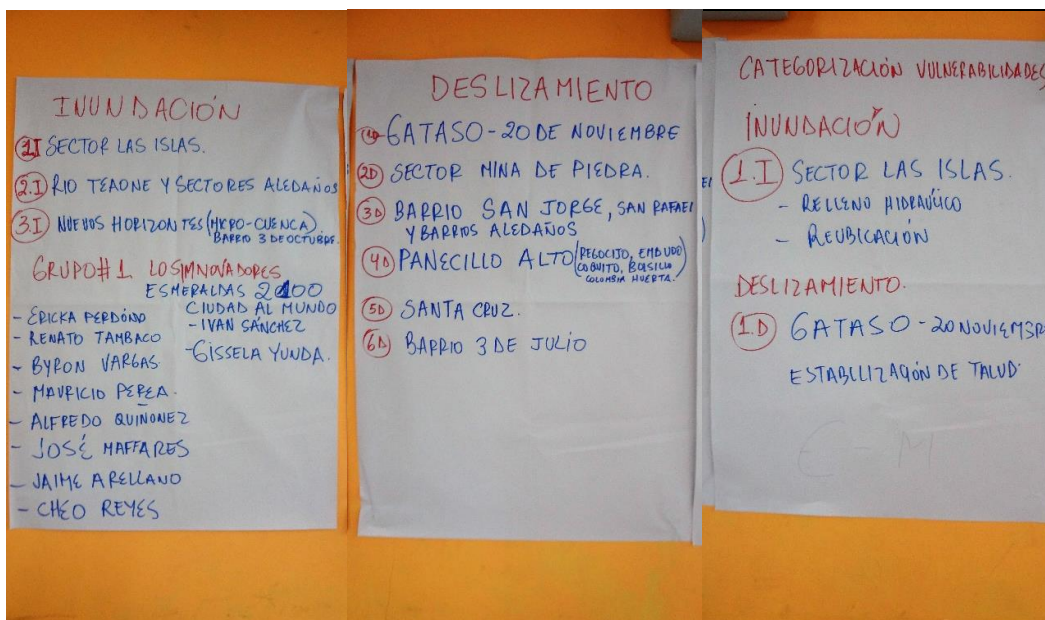 INUNDACIÓN
1.I SECTOR LAS ISLAS.
2.I RIO TEAONE Y SECTORES ALEDAÑOS
3.I NUEVOS HORIZONTES (MICRO-CUENCA)
BARRIO 3 DE OCTUBRE.
GRUPO # 1 LOS INNOVADORES
ESMERALDAS 2100
CIUDAD AL MUNDO
- ERICKA PERDOMO
- RENATO TAMBACO
- BYRON VARGAS.
- MAURICIO PEREA.
- ALFREDO QUIÑONEZ
- JOSÉ MAFFARES
- JAIME ARELLANO
- CHEO REYES
- IVAN SÁNCHEZ
- GISSELA YUNDA.
DESLIZAMIENTO
1D GATASO - 20 DE NOVIEMBRE
2D SECTOR MINA DE PIEDRA.
3D BARRIO SAN JORGE, SAN RAFAEL
Y BARRIOS ALEDAÑOS
4D PANECILLO ALTO (REGOCIJO, EMBUDO
COQUITO, BOLSILLO
COLOMBIA HUERTA.)
5D SANTA CRUZ.
6D BARRIO 3 DE JULIO
CATEGORIZACIÓN VULNERABILIDADES
INUNDACIÓN
1.I SECTOR LAS ISLAS.
- RELLENO HIDRAÚLICO
- REUBICACIÓN
DESLIZAMIENTO.
1.D GATASO - 20 NOVIEMBR
ESTABILIZACIÓN DE TALUD.
E - M